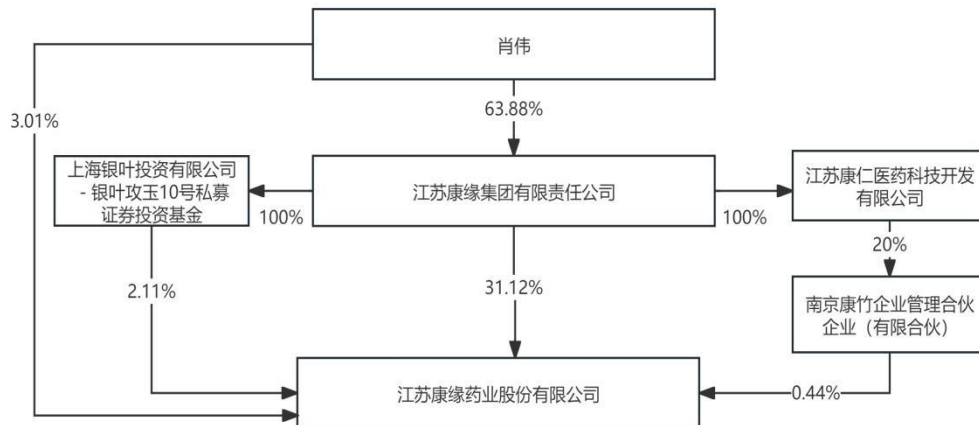 肖伟
63.88%
3.01%
上海银叶投资有限公司
- 银叶攻玉10号私募
证券投资基金
100%
江苏康缘集团有限责任公司
100%
江苏康仁医药科技开发
有限公司
20%
2.11%
31.12%
南京康竹企业管理合伙
企业（有限合伙）
0.44%
江苏康缘药业股份有限公司